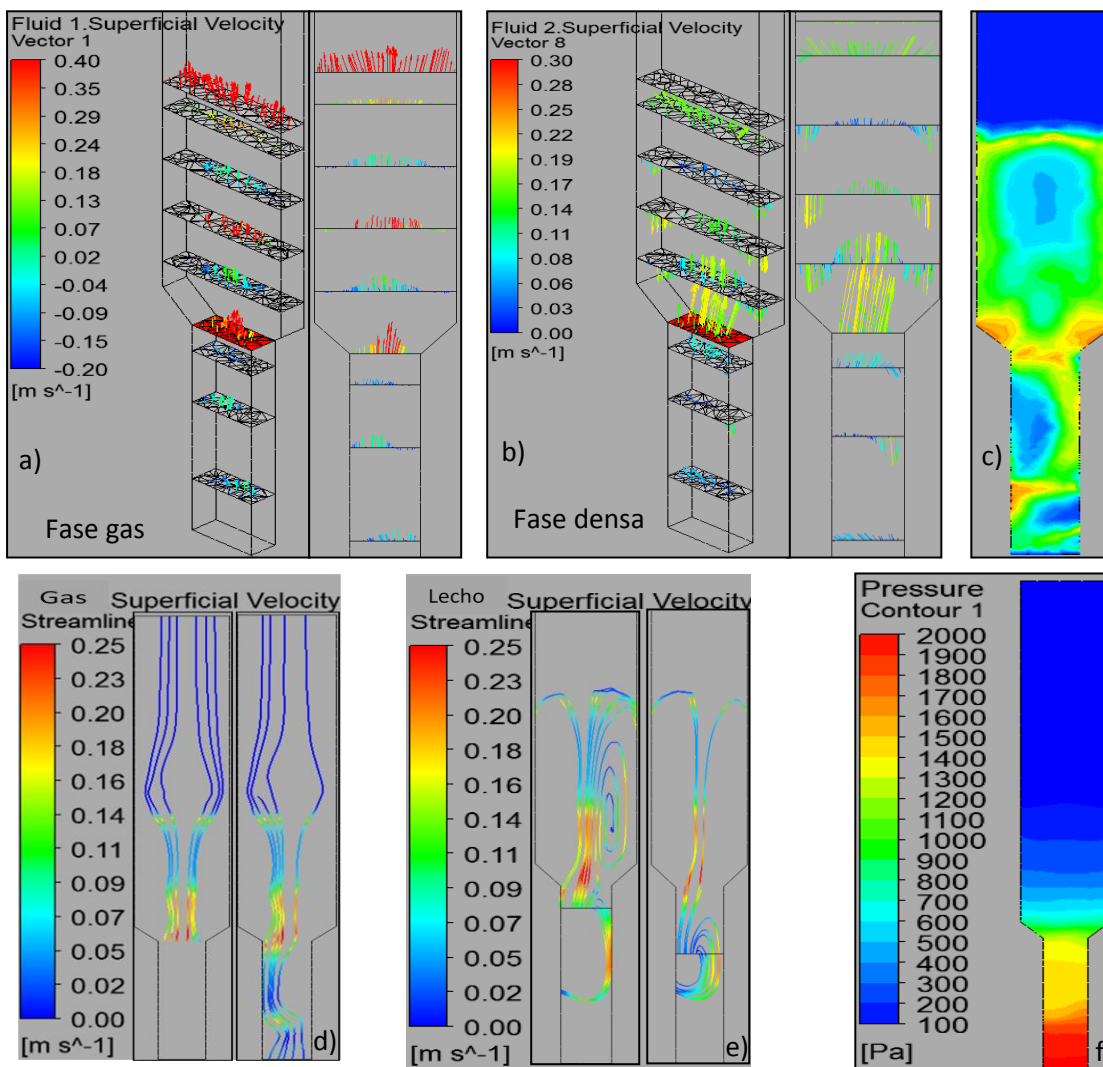 Fluid 1.Superficial Velocity
Vector 1
0.40
0.35
0.29
0.24
0.18
0.13
0.07
0.02
-0.04
-0.09
-0.15
-0.20
[m s^-1]
a)
Fase gas
Fluid 2.Superficial Velocity
Vector 8
0.30
0.27
0.25
0.22
0.19
0.16
0.14
0.11
0.08
0.05
0.03
0.00
[m s^-1]
b)
Fase densa
c)
Gas Superficial Velocity
Streamline
0.25
0.23
0.20
0.18
0.16
0.14
0.11
0.09
0.07
0.05
0.02
0.00
[m s^-1]
d)
Lecho Superficial Velocity
Streamline
0.25
0.23
0.20
0.18
0.16
0.14
0.11
0.09
0.07
0.05
0.02
0.00
[m s^-1]
e)
Pressure
Contour 1
2000
1900
1800
1700
1600
1500
1400
1300
1200
1100
1000
900
800
700
600
500
400
300
200
100
[Pa]
f